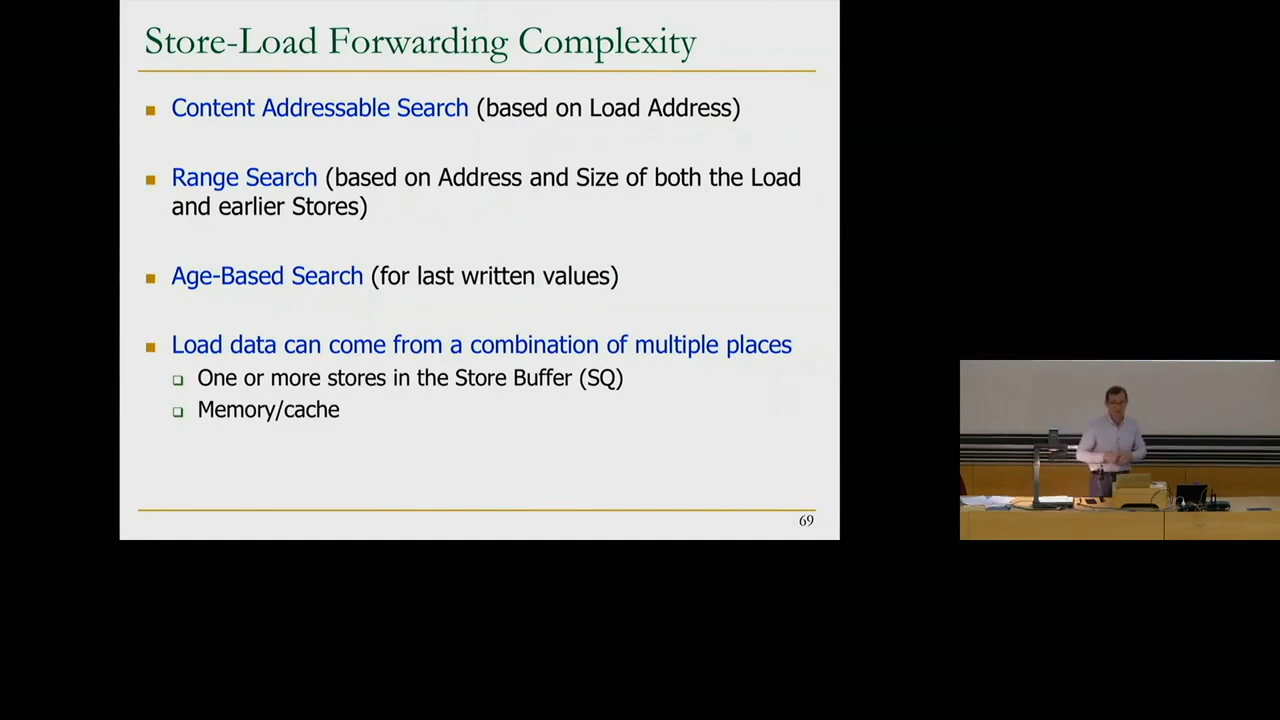 Store-Load Forwarding Complexity
Content Addressable Search (based on Load Address)
Range Search (based on Address and Size of both the Load
and earlier Stores)
Age-Based Search (for last written values)
Load data can come from a combination of multiple places
One or more stores in the Store Buffer (SQ)
Memory/cache
69